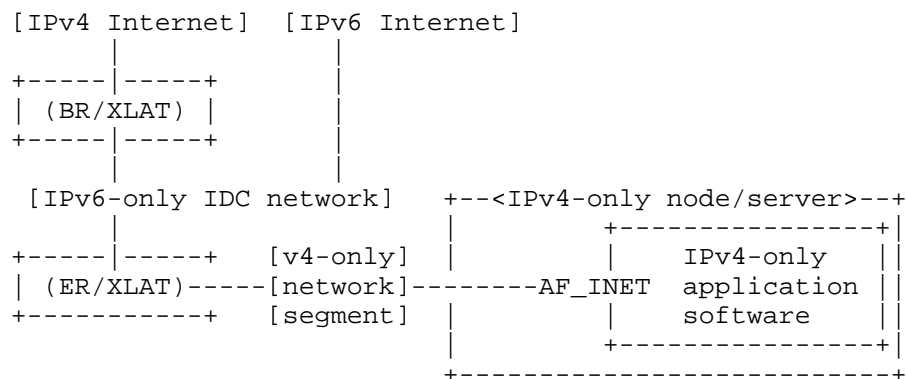 [IPv4 Internet] [IPv6 Internet]
(BR/XLAT)
[IPv6-only IDC network] +--<IPv4-only node/server>--+
[v4-only] IPv4-only
(ER/XLAT)-----[network]--------AF_INET application
[segment] software